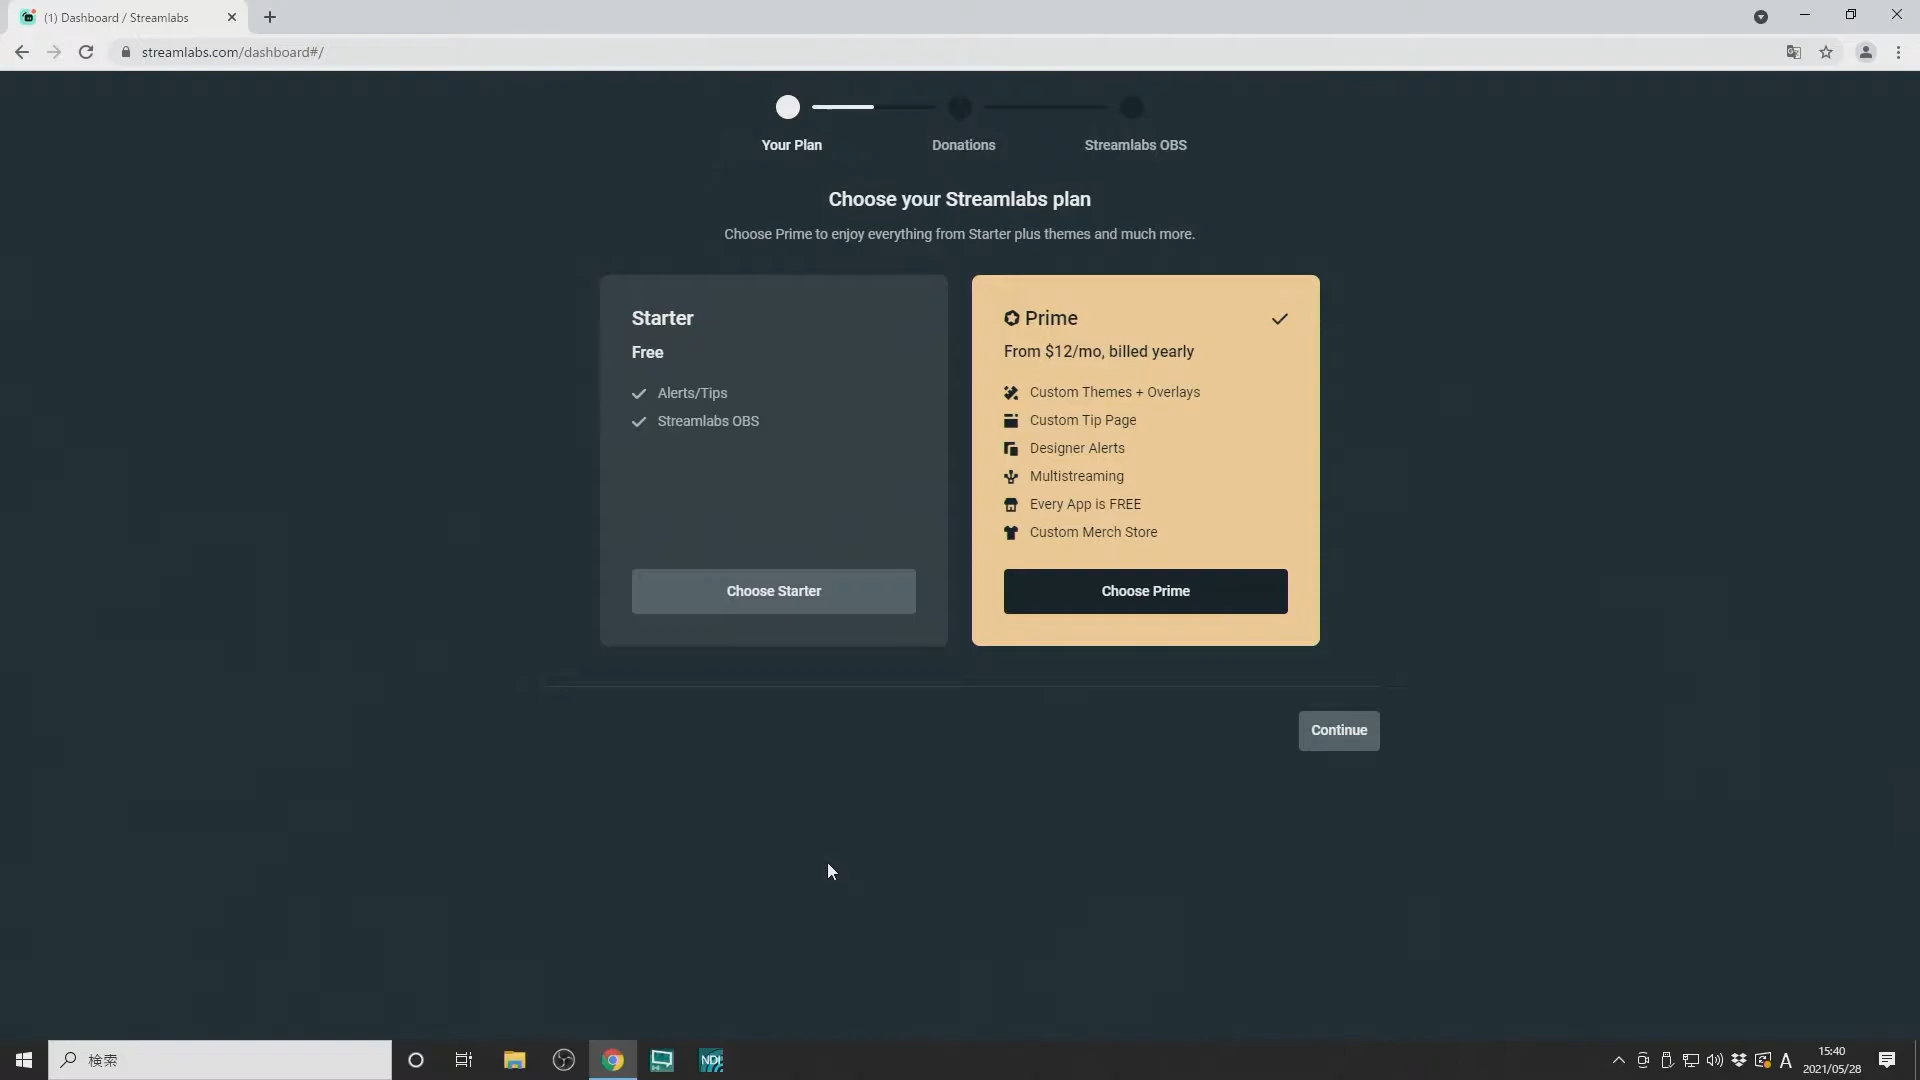 (1) Dashboard / Streamlabs
streamlabs.com/dashboard#/
Your Plan
Donations
Streamlabs OBS
Choose your Streamlabs plan
Choose Prime to enjoy everything from Starter plus themes and much more.
Starter
Free
Alerts/Tips
Streamlabs OBS
Choose Starter
Prime
From $12/mo, billed yearly
Custom Themes + Overlays
Custom Tip Page
Designer Alerts
Multistreaming
Every App is FREE
Custom Merch Store
Choose Prime
Continue
検索
NDI
A
15:40
2021/05/28